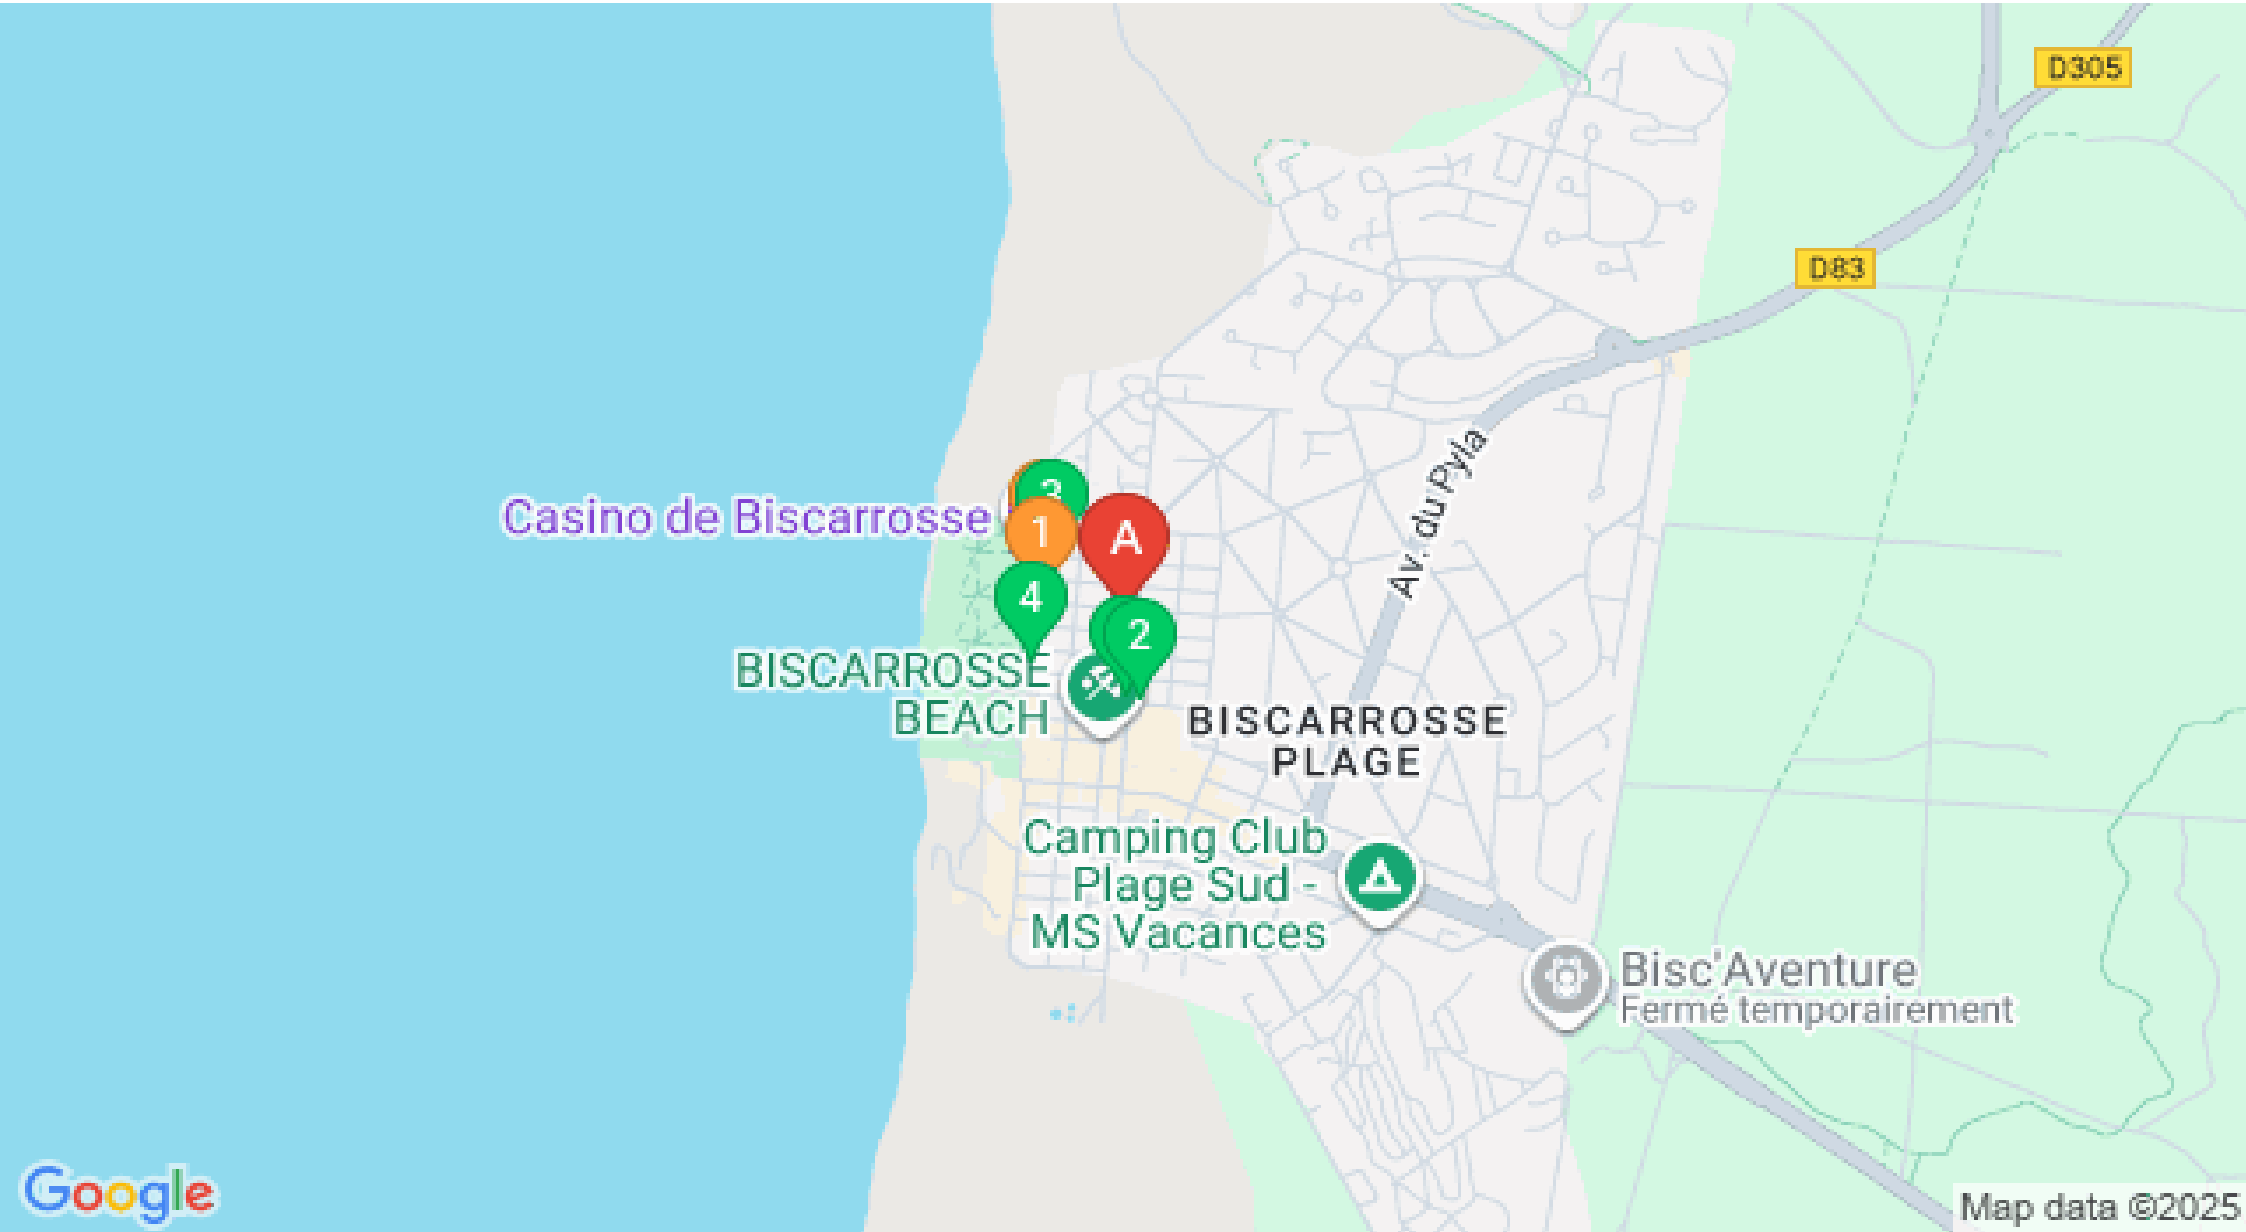 D305
D83
Av. du Pyla
3
Casino de Biscarrosse
1
A
4
2
BISCARROSSE
BEACH
BISCARROSSE
PLAGE
Camping Club
Plage Sud -
MS Vacances
Bisc'Aventure
Fermé temporairement
Google
Map data ©2025